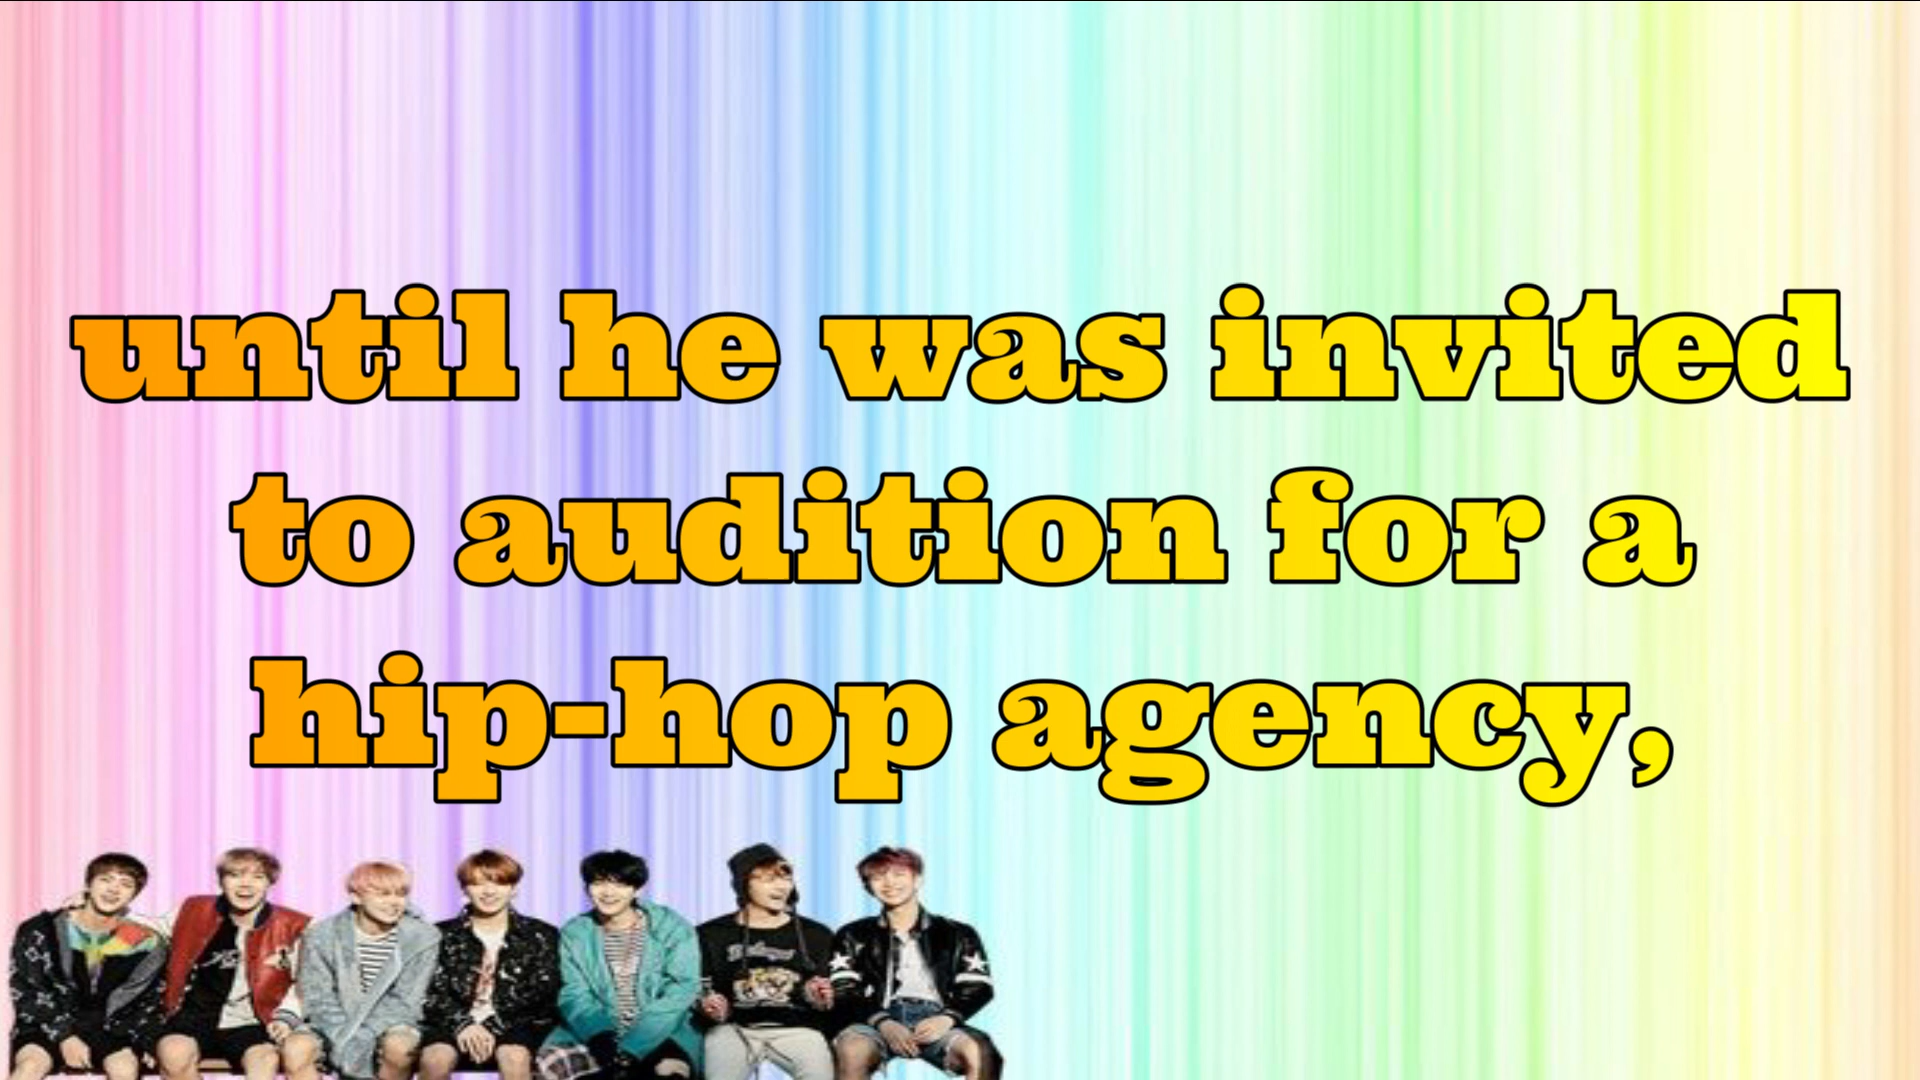 until he was invited
to audition for a
hip-hop agency,